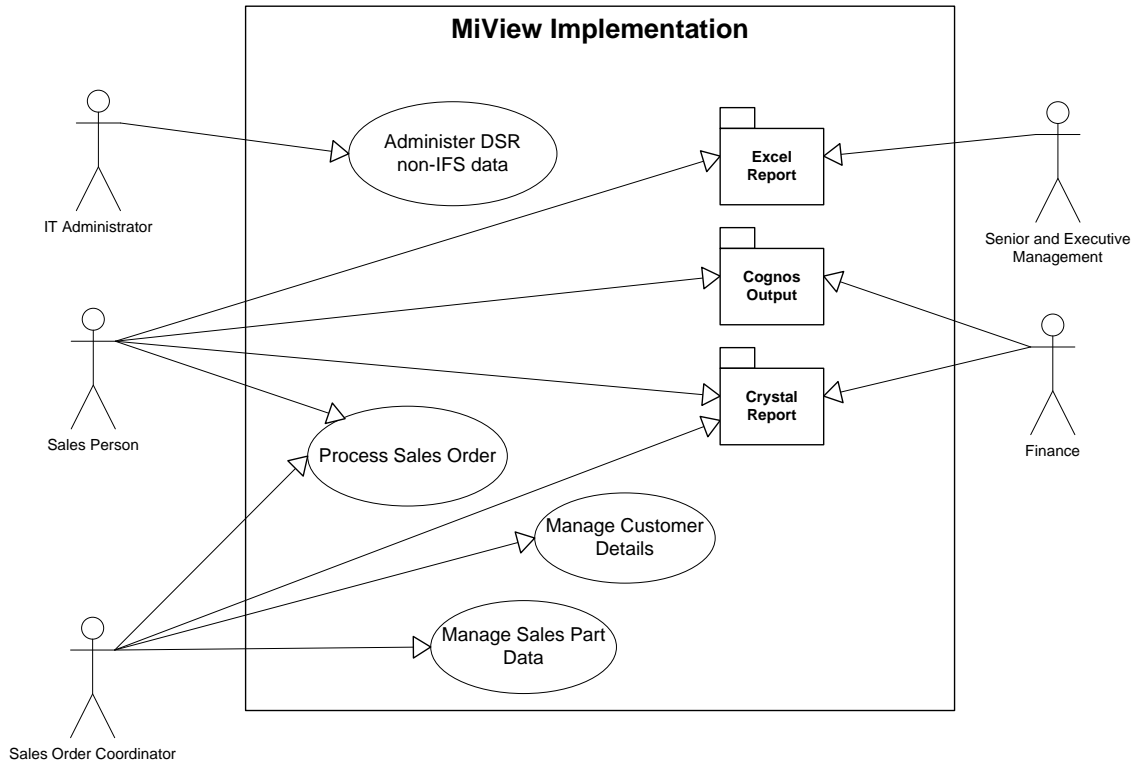 MiView Implementation
Administer DSR
non-IFS data
Excel
Report
IT Administrator
Senior and Executive
Management
Cognos
Output
Crystal
Report
Sales Person
Finance
Process Sales Order
Manage Customer
Details
Manage Sales Part
Data
Sales Order Coordinator